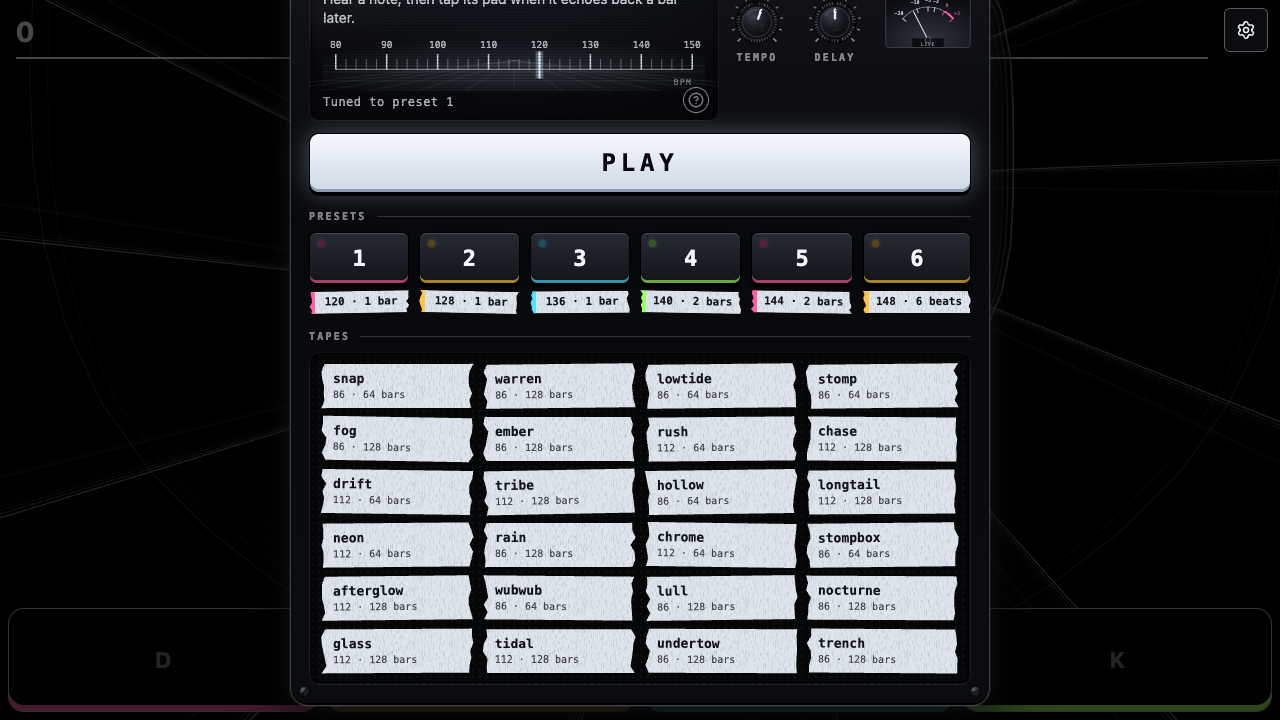 0
Hear a note, then tap its pad when it echoes back a bar
later.
80 90 100 110 120 130 140 150
BPM
Tuned to preset 1
?
TEMPO
DELAY
LIVE
PLAY
PRESETS
1 2 3 4 5 6
120 · 1 bar
128 · 1 bar
136 · 1 bar
140 · 2 bars
144 · 2 bars
148 · 6 beats
TAPES
snap
86 · 64 bars
warren
86 · 128 bars
lowtide
86 · 64 bars
stomp
86 · 64 bars
fog
86 · 128 bars
ember
86 · 128 bars
rush
112 · 64 bars
chase
112 · 128 bars
drift
112 · 64 bars
tribe
112 · 128 bars
hollow
86 · 64 bars
longtail
112 · 128 bars
neon
112 · 64 bars
rain
86 · 128 bars
chrome
112 · 64 bars
stompbox
86 · 64 bars
afterglow
112 · 128 bars
wubwub
86 · 64 bars
lull
86 · 128 bars
nocturne
86 · 128 bars
glass
112 · 128 bars
tidal
112 · 128 bars
undertow
86 · 128 bars
trench
86 · 128 bars
D
K